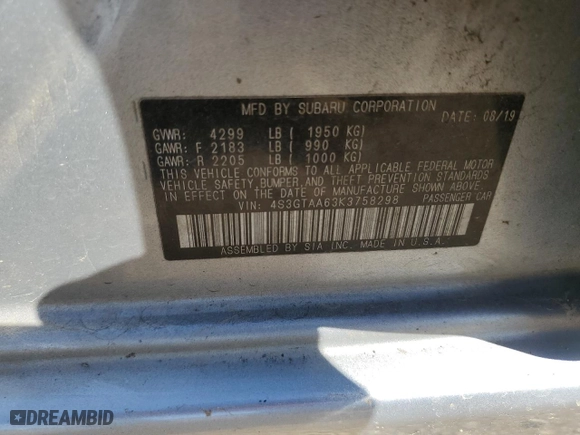 MFD BY SUBARU CORPORATION
DATE: 08/19
GVWR: 4299 LB ( 1950 KG)
GAWR: F 2183 LB ( 990 KG)
GAWR: R 2205 LB ( 1000 KG)
THIS VEHICLE CONFORMS TO ALL APPLICABLE FEDERAL MOTOR
VEHICLE SAFETY,BUMPER,AND THEFT PREVENTION STANDARDS
IN EFFECT ON THE DATE OF MANUFACTURE SHOWN ABOVE.
VIN: 4S3GTAA63K3758298 PASSENGER CAR
ASSEMBLED BY SIA INC. MADE IN U.S.A.
DREAMBID